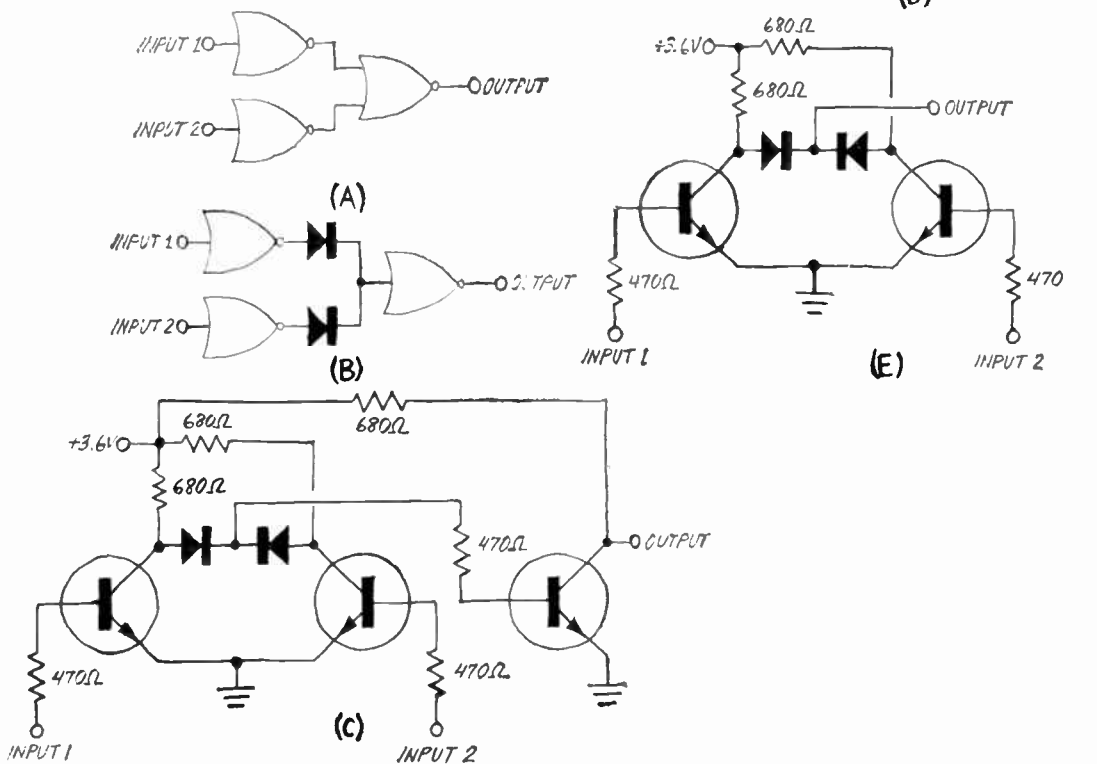 INPUT 1
INPUT 2
OUTPUT
(A)
INPUT 1
INPUT 2
OUTPUT
(B)
+3.6V
680Ω
680Ω
680Ω
470Ω
470Ω
470Ω
OUTPUT
INPUT 1
INPUT 2
(C)
+3.6V
680Ω
680Ω
OUTPUT
470Ω
470
INPUT 1
INPUT 2
(E)